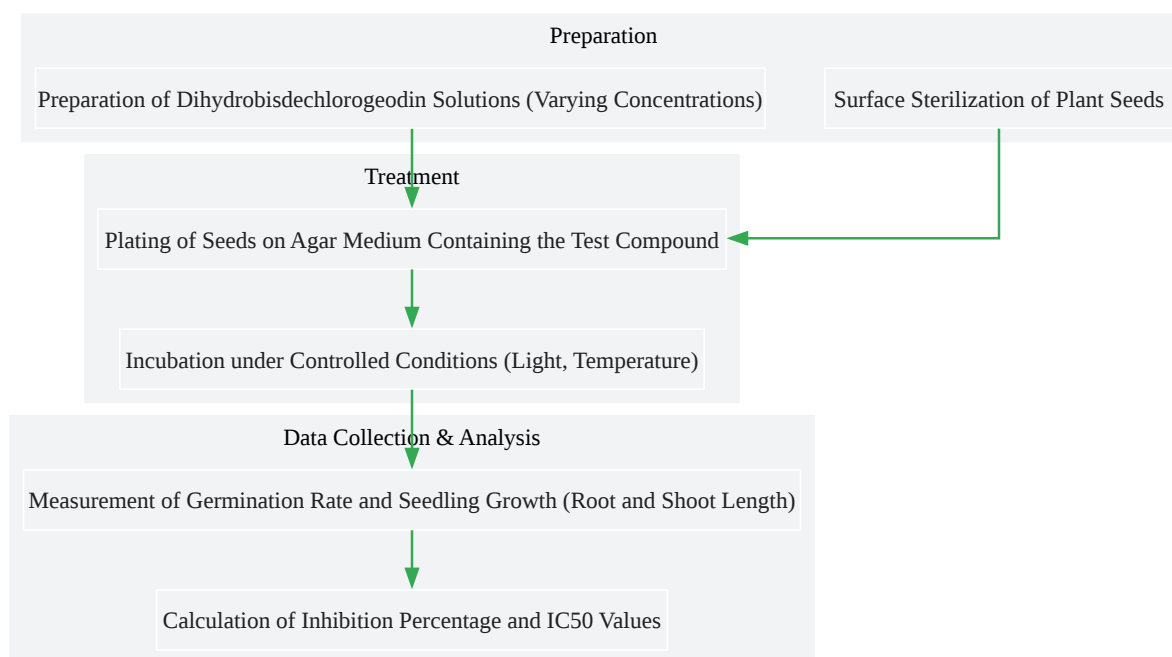 Preparation
Preparation of Dihydrobisdechlorogeodin Solutions (Varying Concentrations)
Surface Sterilization of Plant Seeds
Treatment
Plating of Seeds on Agar Medium Containing the Test Compound
Incubation under Controlled Conditions (Light, Temperature)
Data Collection & Analysis
Measurement of Germination Rate and Seedling Growth (Root and Shoot Length)
Calculation of Inhibition Percentage and IC50 Values